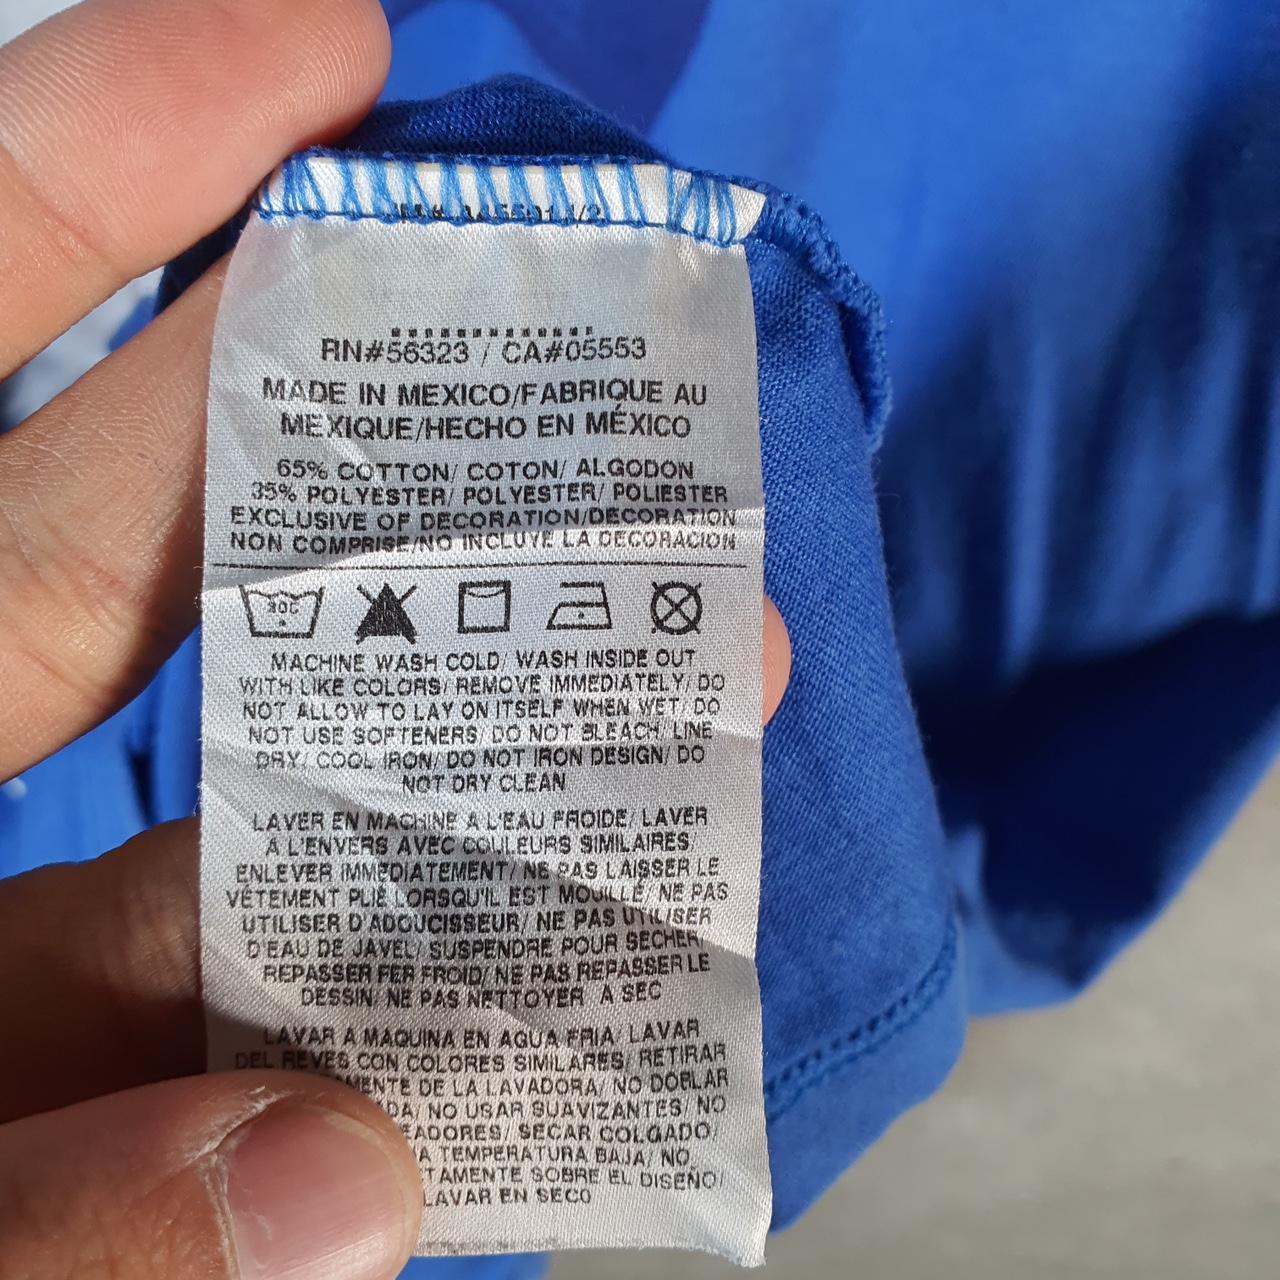 RN#56323 / CA#05553
MADE IN MEXICO/FABRIQUE AU
MEXIQUE/HECHO EN MÉXICO
65% COTTON/ COTON/ ALGODON
35% POLYESTER/ POLYESTER/ POLIESTER
EXCLUSIVE OF DECORATION/DECORATION
NON COMPRISE/NO INCLUYE LA DECORACION
30C
MACHINE WASH COLD/ WASH INSIDE OUT
WITH LIKE COLORS/ REMOVE IMMEDIATELY/ DO
NOT ALLOW TO LAY ON ITSELF WHEN WET/ DO
NOT USE SOFTENERS/ DO NOT BLEACH/ LINE
DRY/ COOL IRON/ DO NOT IRON DESIGN/ DO
NOT DRY CLEAN
LAVER EN MACHINE A L'EAU FROIDE/ LAVER
A L'ENVERS AVEC COULEURS SIMILAIRES
ENLEVER IMMEDIATEMENT/ NE PAS LAISSER LE
VÉTEMENT PLIÉ LORSQU'IL EST MOUILLÉ/ NE PAS
UTILISER D'ADOUCISSEUR/ NE PAS UTILISER
D'EAU DE JAVEL/ SUSPENDRE POUR SECHER/
REPASSER FER FROID/ NE PAS REPASSER LE
DESSIN/ NE PAS NETTOYER A SEC
LAVAR A MAQUINA EN AGUA FRIA/ LAVAR
DEL REVES CON COLORES SIMILARES/ RETIRAR
MENTE DE LA LAVADORA/ NO DOBLAR
DA/ NO USAR SUAVIZANTES/ NO
EADORES/ SECAR COLGADO/
A TEMPERATURA BAJA/ NO
TAMENTE SOBRE EL DISEÑO/
LAVAR EN SECO